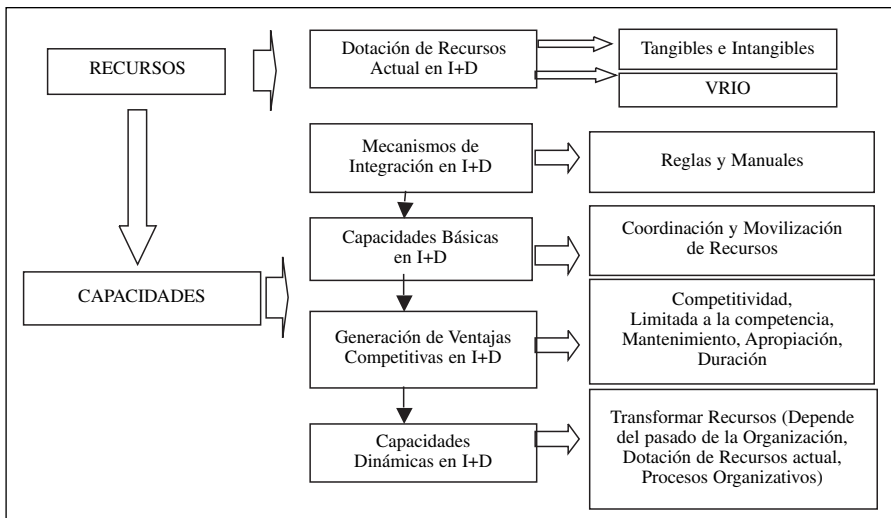 RECURSOS
Dotación de Recursos
Actual en I+D
Tangibles e Intangibles
VRIO
Mecanismos de
Integración en I+D
Reglas y Manuales
Capacidades Básicas
en I+D
Coordinación y Movilización
de Recursos
CAPACIDADES
Generación de Ventajas
Competitivas en I+D
Competitividad,
Limitada a la competencia,
Mantenimiento, Apropiación,
Duración
Capacidades
Dinámicas en I+D
Transformar Recursos (Depende
del pasado de la Organización,
Dotación de Recursos actual,
Procesos Organizativos)